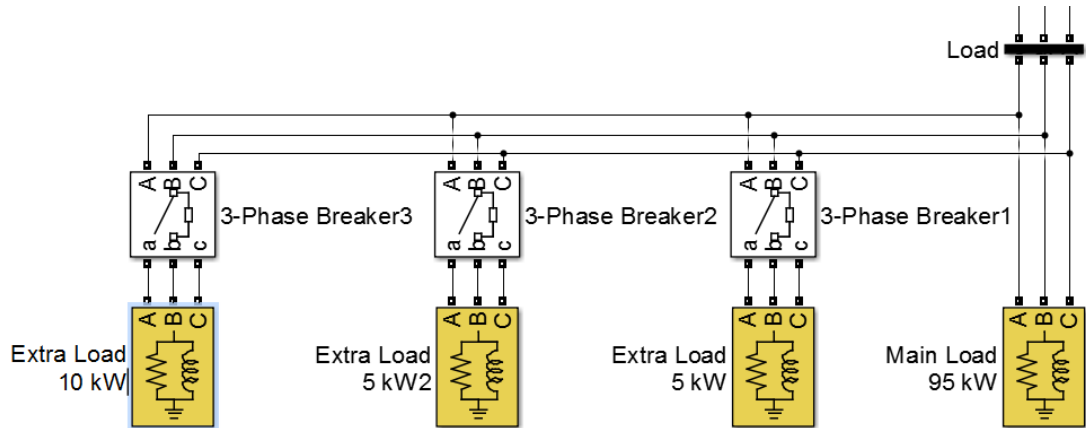 Load
A B C
A B C
A B C
3-Phase Breaker3
3-Phase Breaker2
3-Phase Breaker1
a b c
a b c
a b c
A B C
A B C
A B C
A B C
Extra Load
10 kW
Extra Load
5 kW2
Extra Load
5 kW
Main Load
95 kW